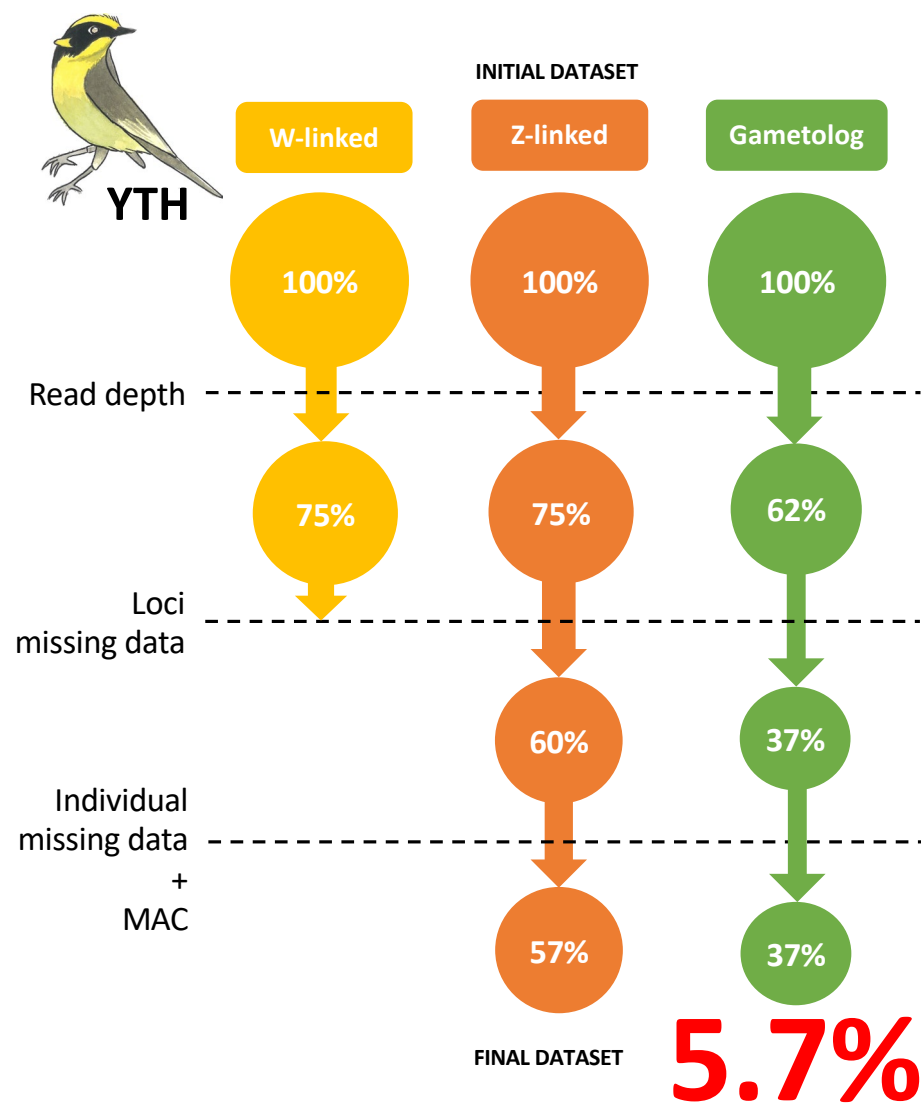 INITIAL DATASET
W-linked
Z-linked
Gametolog
YTH
100%
100%
100%
Read depth
75%
75%
62%
Loci
missing data
60%
37%
Individual
missing data
+
MAC
57%
37%
FINAL DATASET
5.7%